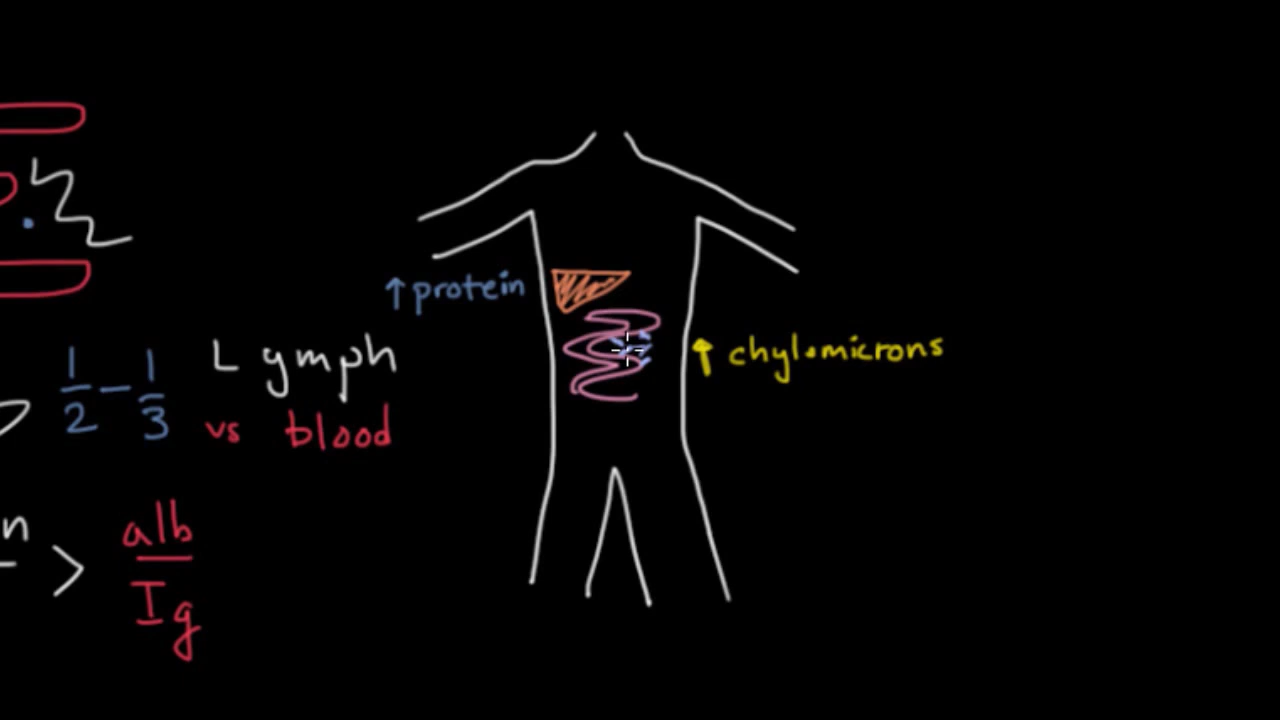 ↑ protein
↑ chylomicrons
1/2 - 1/3 Lymph
vs blood
n > alb/Ig